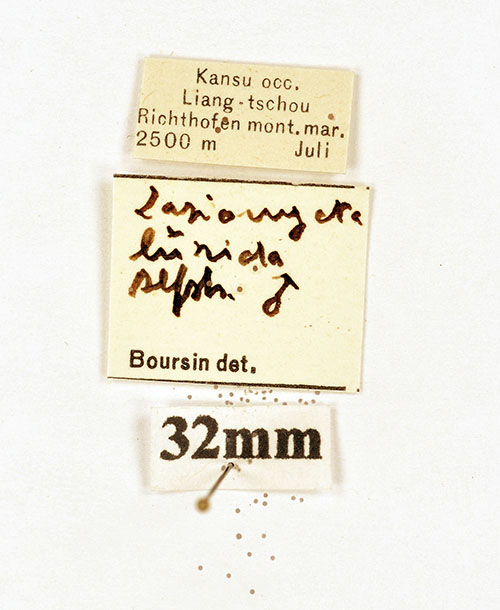 Kansu occ.
Liang-tschou
Richthofen mont. mar.
2500 m Juli
Lasionycta
lurida
Alph. ♂
Boursin det.
32mm